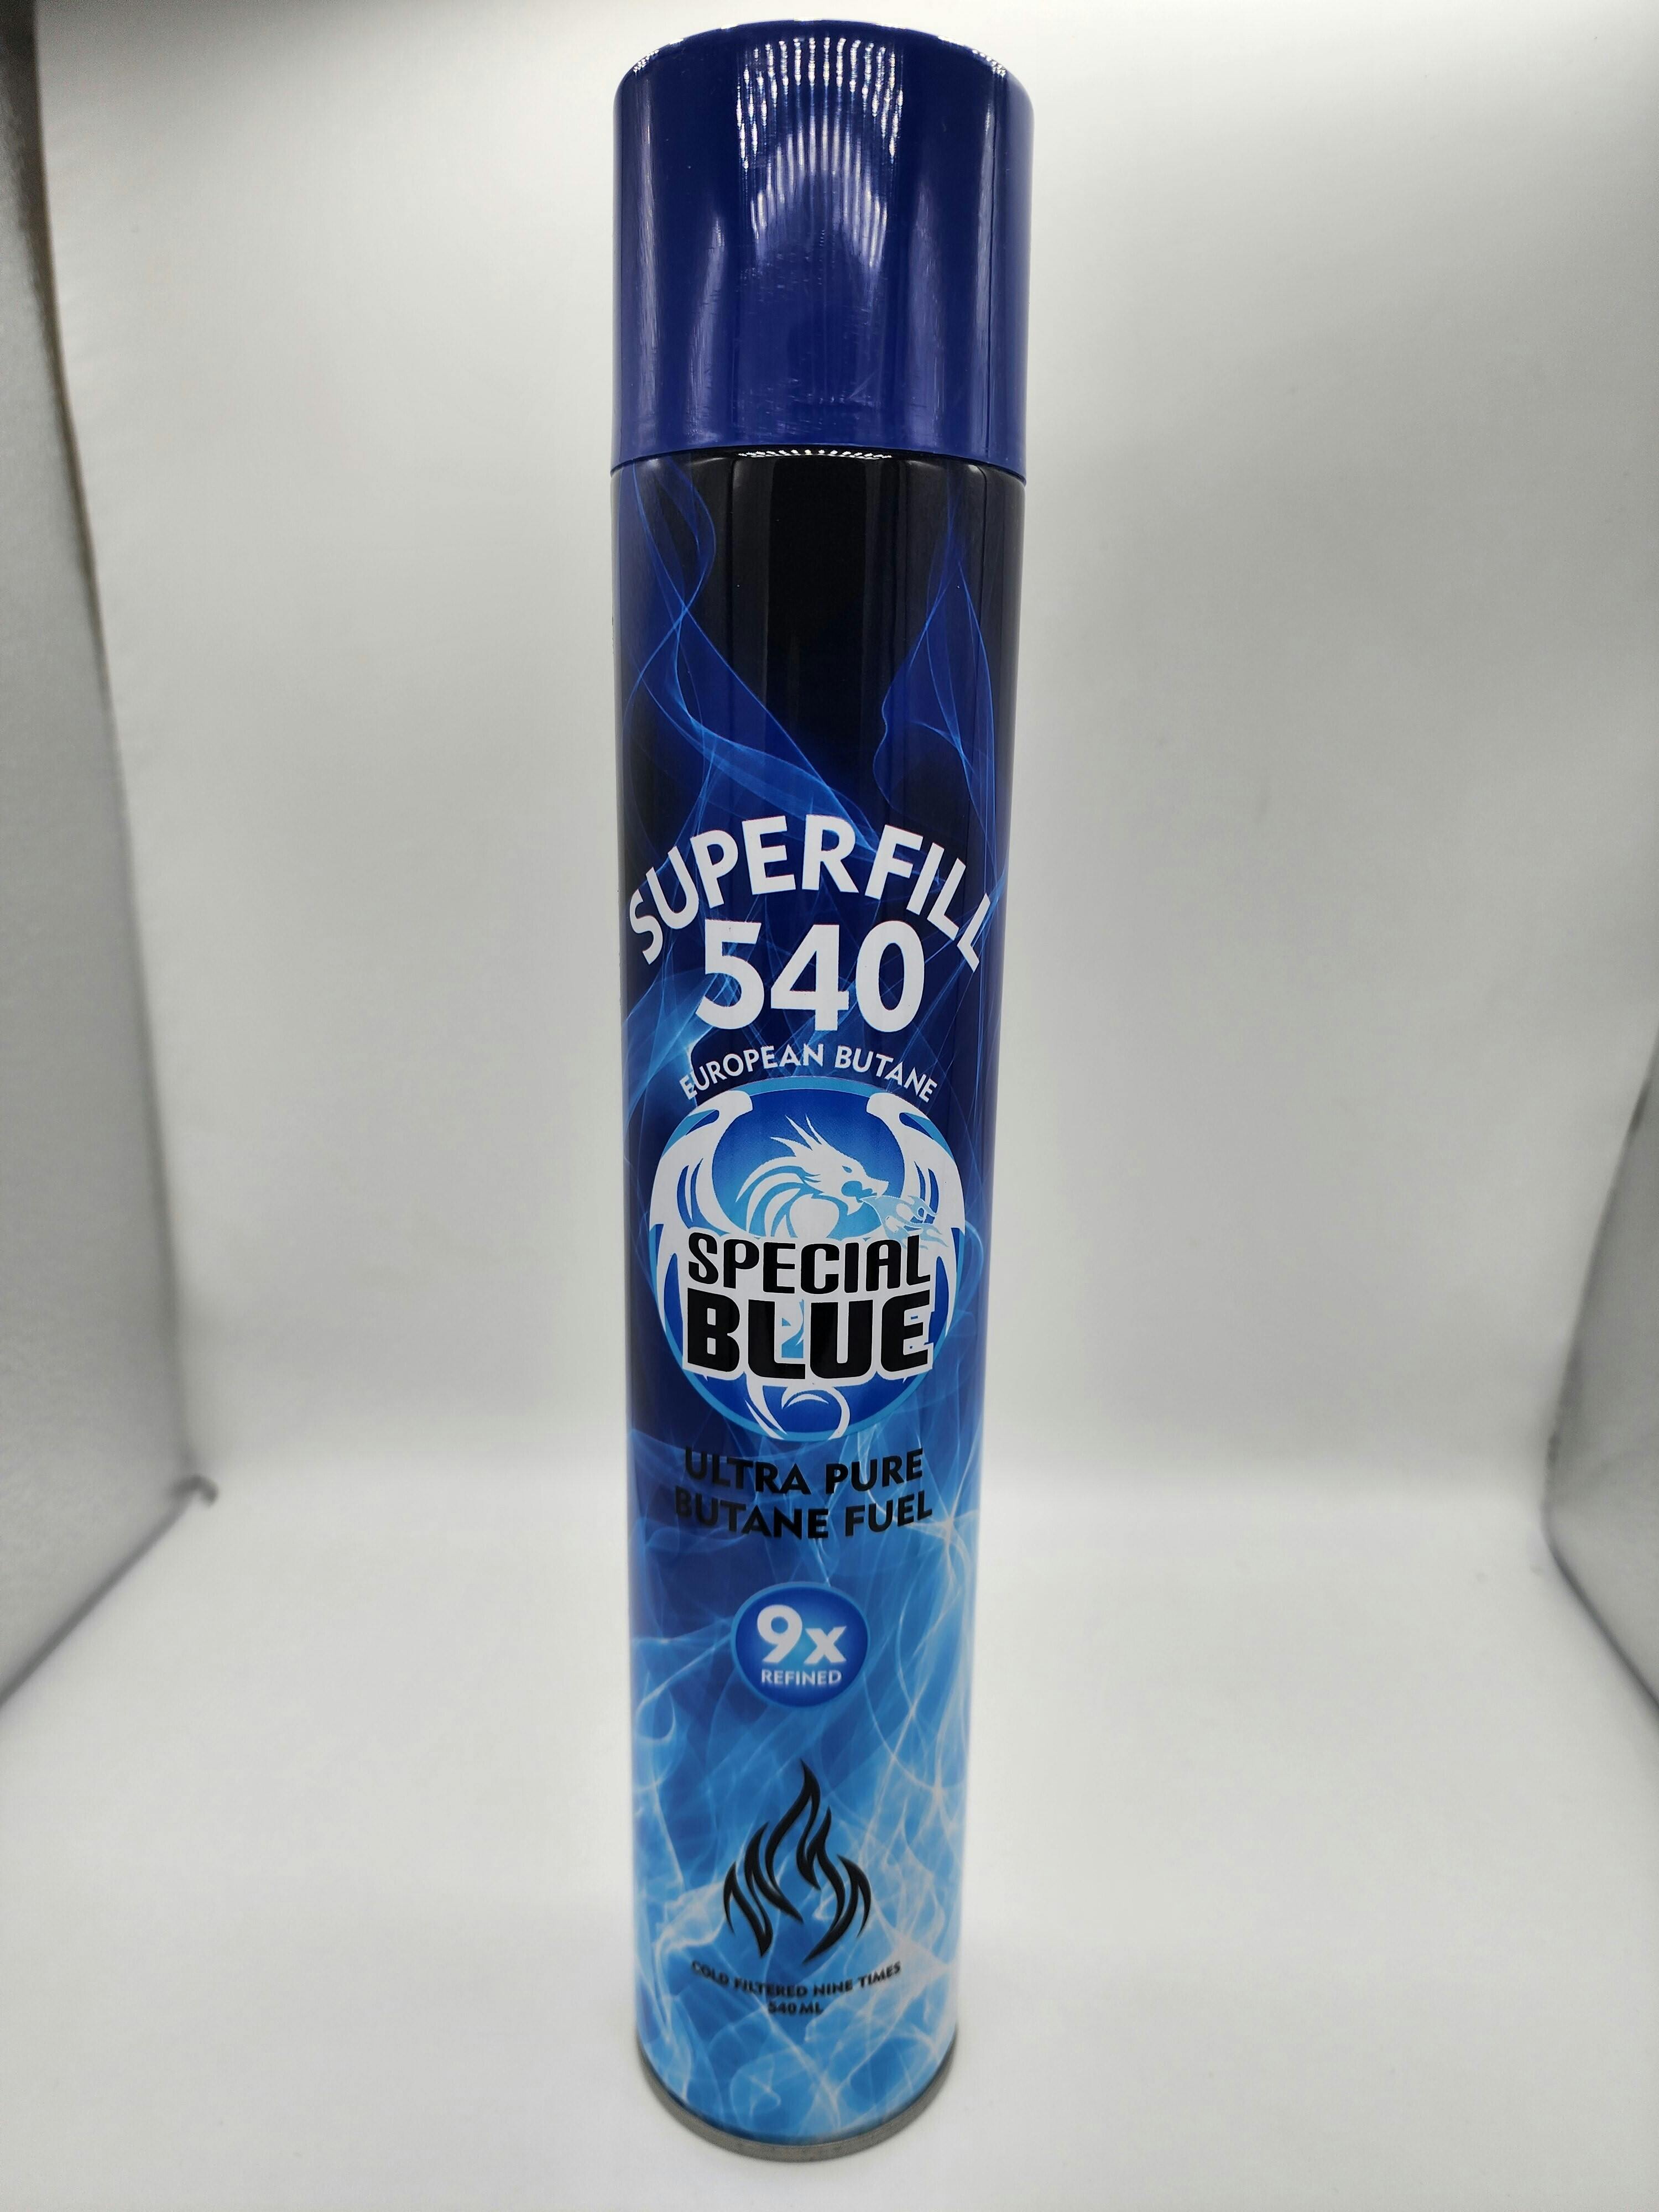 SUPERFILL
540
EUROPEAN BUTANE
SPECIAL
BLUE
ULTRA PURE
BUTANE FUEL
9x
REFINED
COLD FILTERED NINE TIMES
540 ML